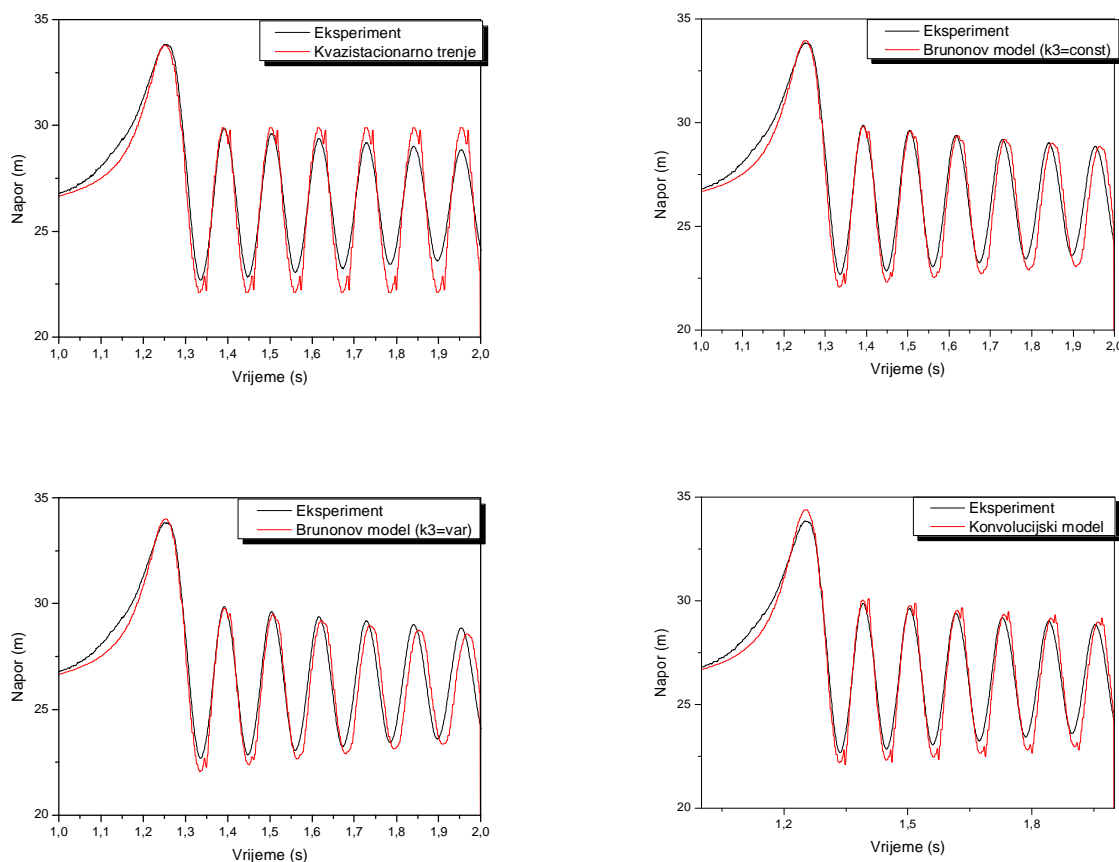 35
30
25
20
Napor (m)
Eksperiment
Kvazistacionarno trenje
1,0 1,1 1,2 1,3 1,4 1,5 1,6 1,7 1,8 1,9 2,0
Vrijeme (s)
35
30
25
20
Napor (m)
Eksperiment
Brunonov model (k3=const)
1,0 1,1 1,2 1,3 1,4 1,5 1,6 1,7 1,8 1,9 2,0
Vrijeme (s)
35
30
25
20
Napor (m)
Eksperiment
Brunonov model (k3=var)
1,0 1,1 1,2 1,3 1,4 1,5 1,6 1,7 1,8 1,9 2,0
Vrijeme (s)
35
30
25
20
Napor (m)
Eksperiment
Konvolucijski model
1,2 1,5 1,8
Vrijeme (s)